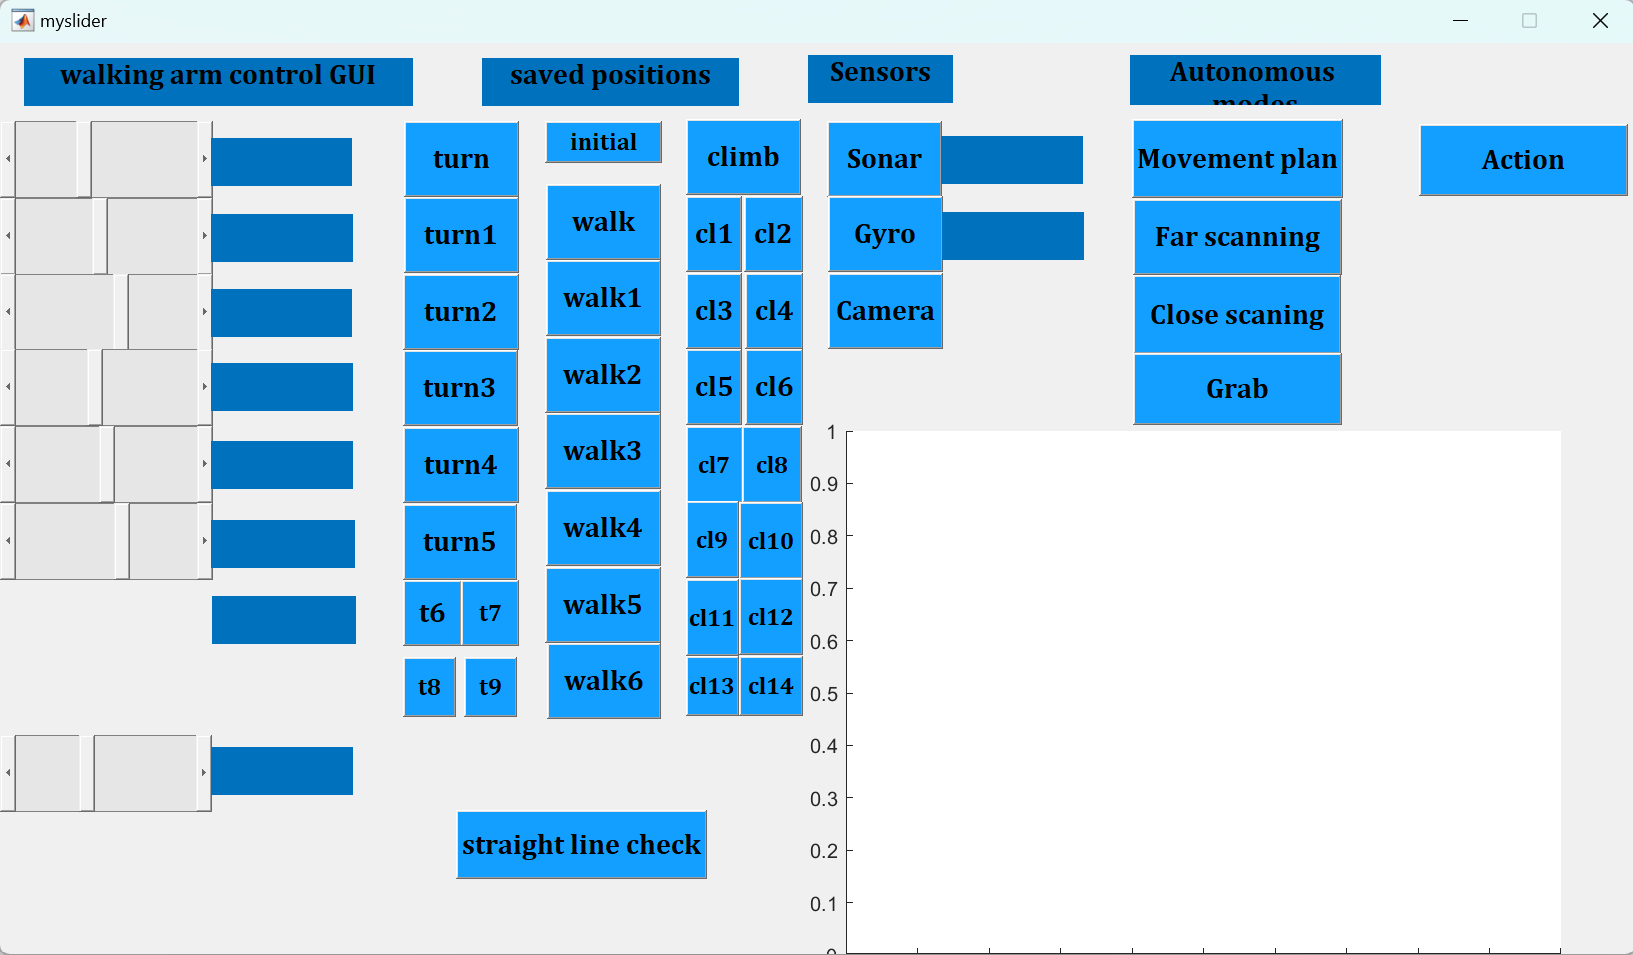 myslider
walking arm control GUI
saved positions
Sensors
Autonomous
modes
turn
initial
climb
Sonar
Movement plan
Action
turn1
walk
cl1
cl2
Gyro
Far scanning
turn2
walk1
cl3
cl4
Camera
Close scaning
turn3
walk2
cl5
cl6
Grab
turn4
walk3
cl7
cl8
turn5
walk4
cl9
cl10
t6
t7
walk5
cl11
cl12
t8
t9
walk6
cl13
cl14
straight line check
1
0.9
0.8
0.7
0.6
0.5
0.4
0.3
0.2
0.1
0